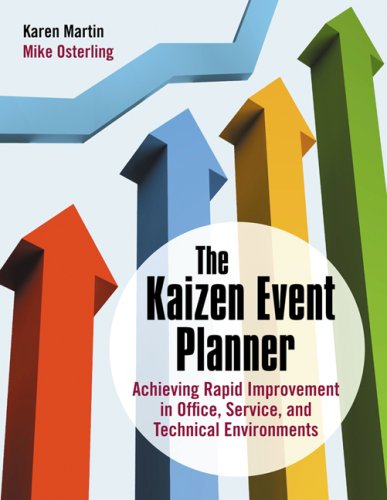 Karen Martin
Mike Osterling
The
Kaizen Event
Planner
Achieving Rapid Improvement
in Office, Service, and
Technical Environments